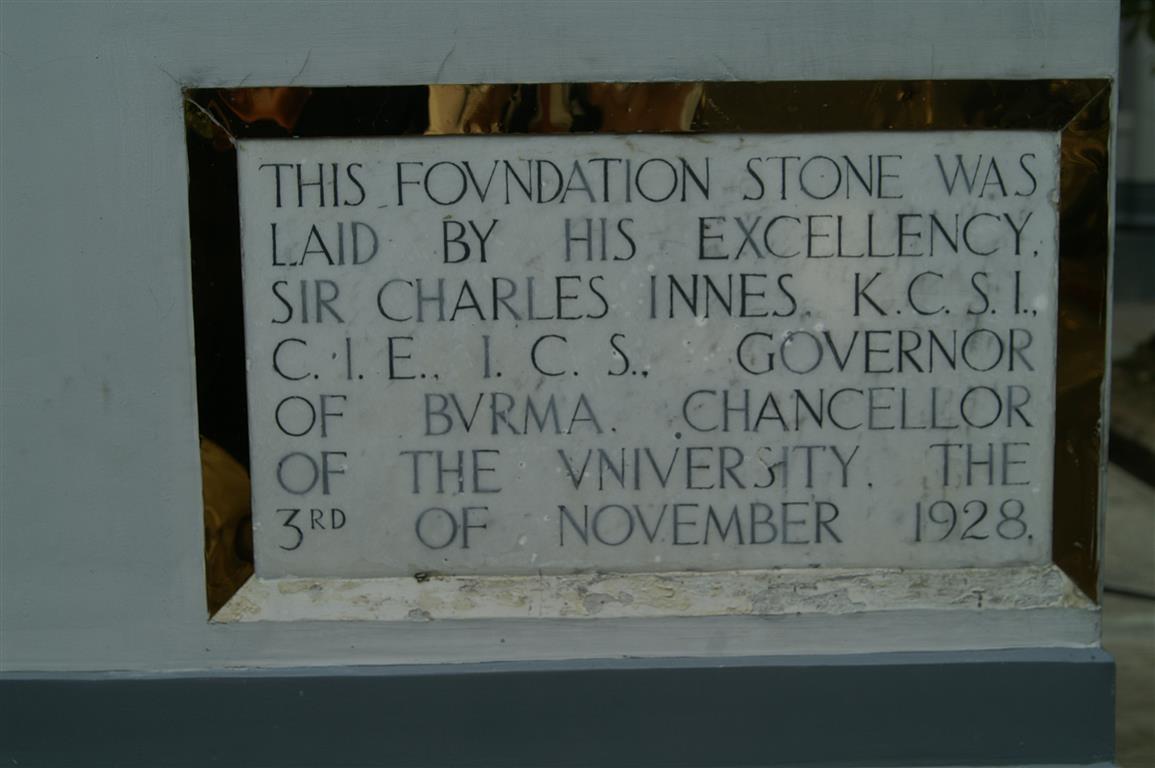 THIS FOVNDATION STONE WAS
LAID BY HIS EXCELLENCY,
SIR CHARLES INNES, K.C.S.I.,
C.I.E., I.C.S., GOVERNOR
OF BVRMA, CHANCELLOR
OF THE VNIVERSITY, THE
3RD OF NOVEMBER 1928.